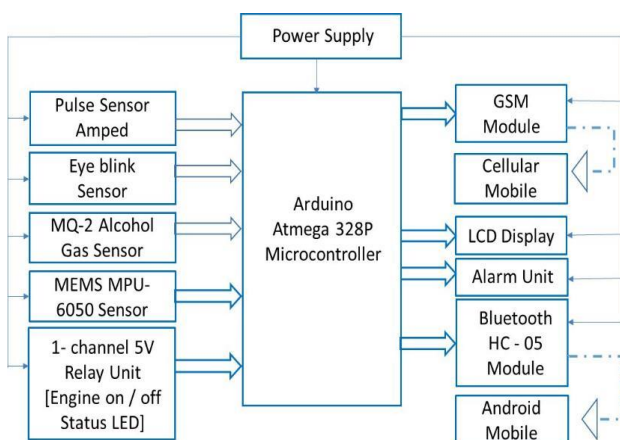 Power Supply
Pulse Sensor
Amped
Eye blink
Sensor
MQ-2 Alcohol
Gas Sensor
MEMS MPU-
6050 Sensor
1- channel 5V
Relay Unit
[Engine on / off
Status LED]
Arduino
Atmega 328P
Microcontroller
GSM
Module
Cellular
Mobile
LCD Display
Alarm Unit
Bluetooth
HC - 05
Module
Android
Mobile